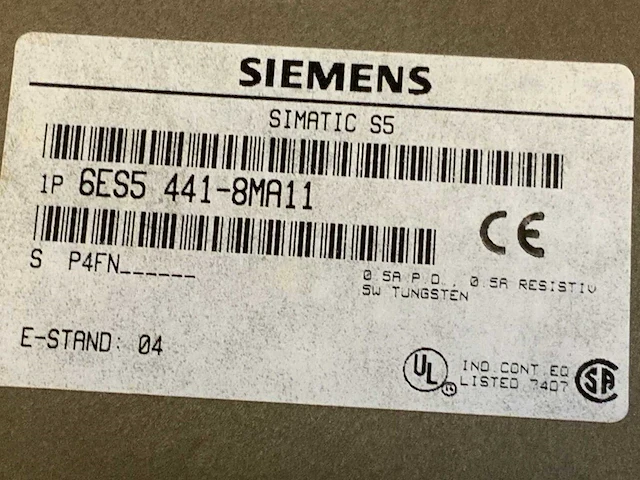 SIEMENS
SIMATIC S5
1P 6ES5 441-8MA11
CE
S P4FN______
0.5A P.D., 0.5A RESISTIV
5W TUNGSTEN
E-STAND: 04
UL IND.CONT.EQ SA
LISTED 7407